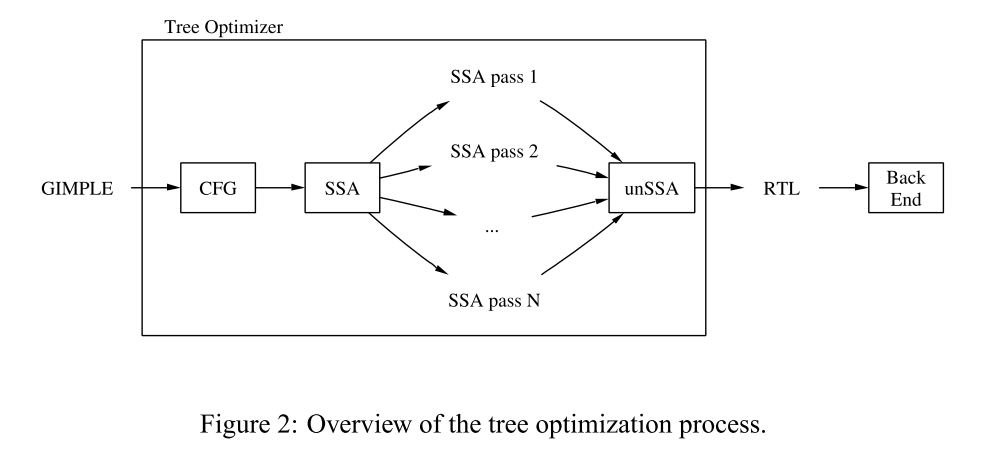 Tree Optimizer
SSA pass 1
SSA pass 2
GIMPLE
CFG
SSA
unSSA
RTL
Back
End
...
SSA pass N
Figure 2: Overview of the tree optimization process.